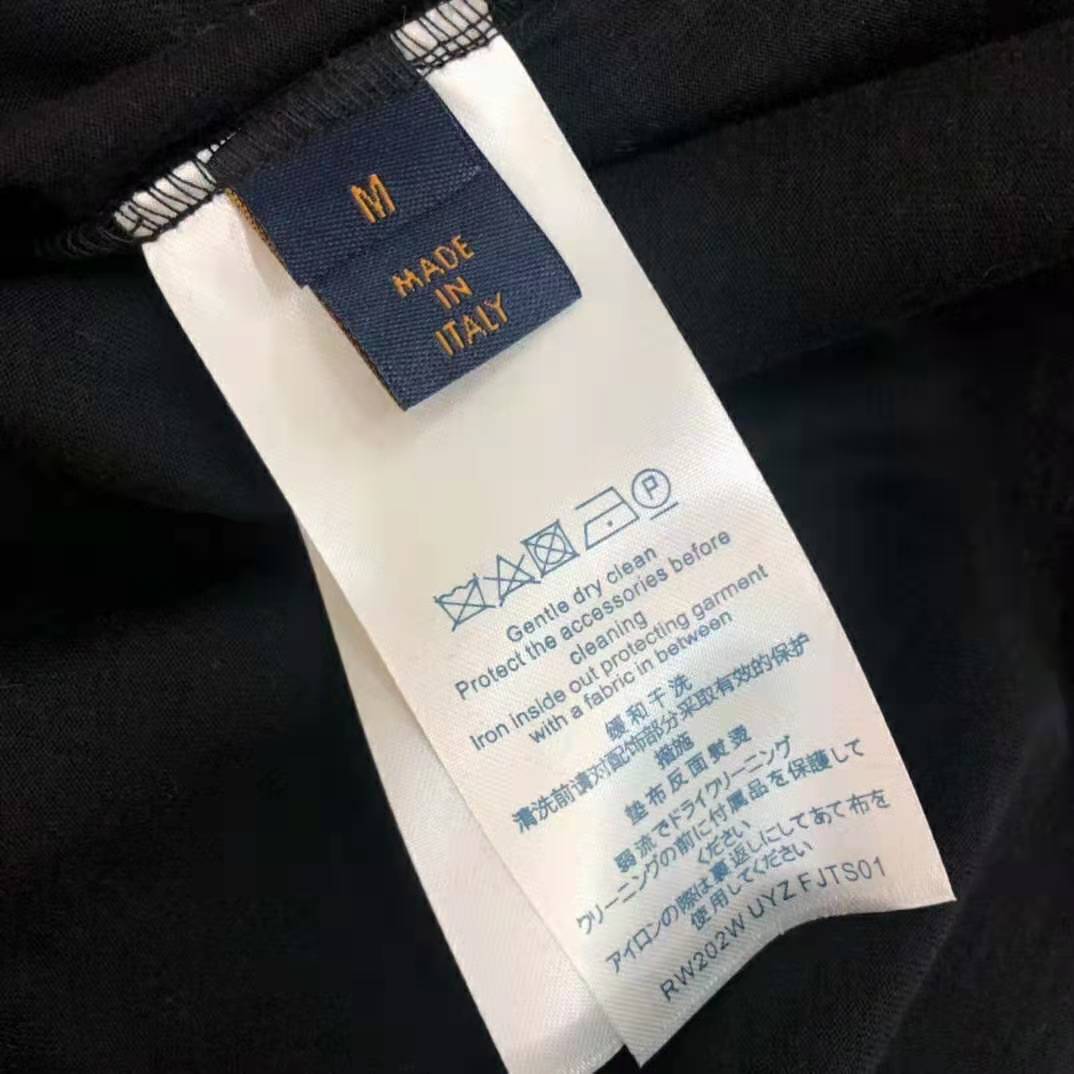 M
MADE
IN
ITALY
P
Gentle dry clean
Protect the accessories before
cleaning
Iron inside out protecting garment
with a fabric in between
缓和干洗
清洗前请对配饰部分采取有效的保护
措施
垫布反面熨烫
弱流でドライクリーニング
クリーニングの前に付属品を保護して
ください
アイロンの際は裏返しにしてあて布を
使用してください
RW202W UYZ FJTS01